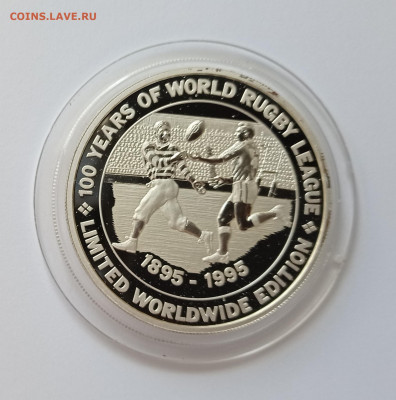 COINS.LAVE.RU
100 YEARS OF WORLD RUGBY LEAGUE
1895 - 1995
LIMITED WORLDWIDE EDITION